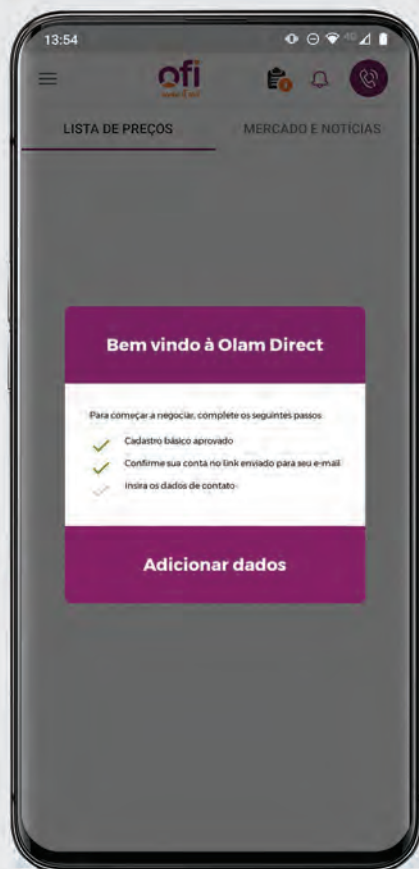 13:54
4G
ofi
LISTA DE PREÇOS
MERCADO E NOTÍCIAS
Bem vindo à Olam Direct
Para começar a negociar, complete os seguintes passos
Cadastro básico aprovado
Confirme sua conta no link enviado para seu e-mail
Insira os dados de contato
Adicionar dados